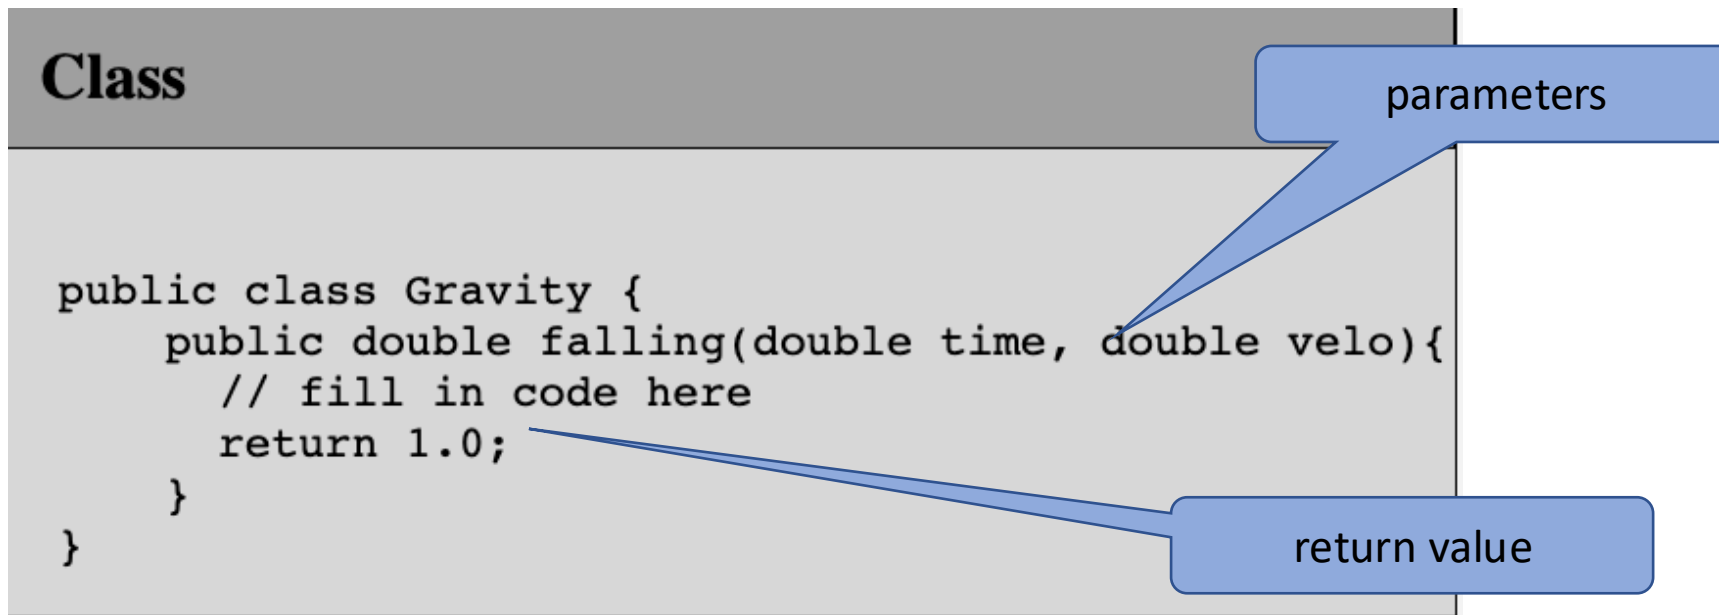 Class
parameters
public class Gravity {
public double falling(double time, double velo){
// fill in code here
return 1.0;
}
}
return value